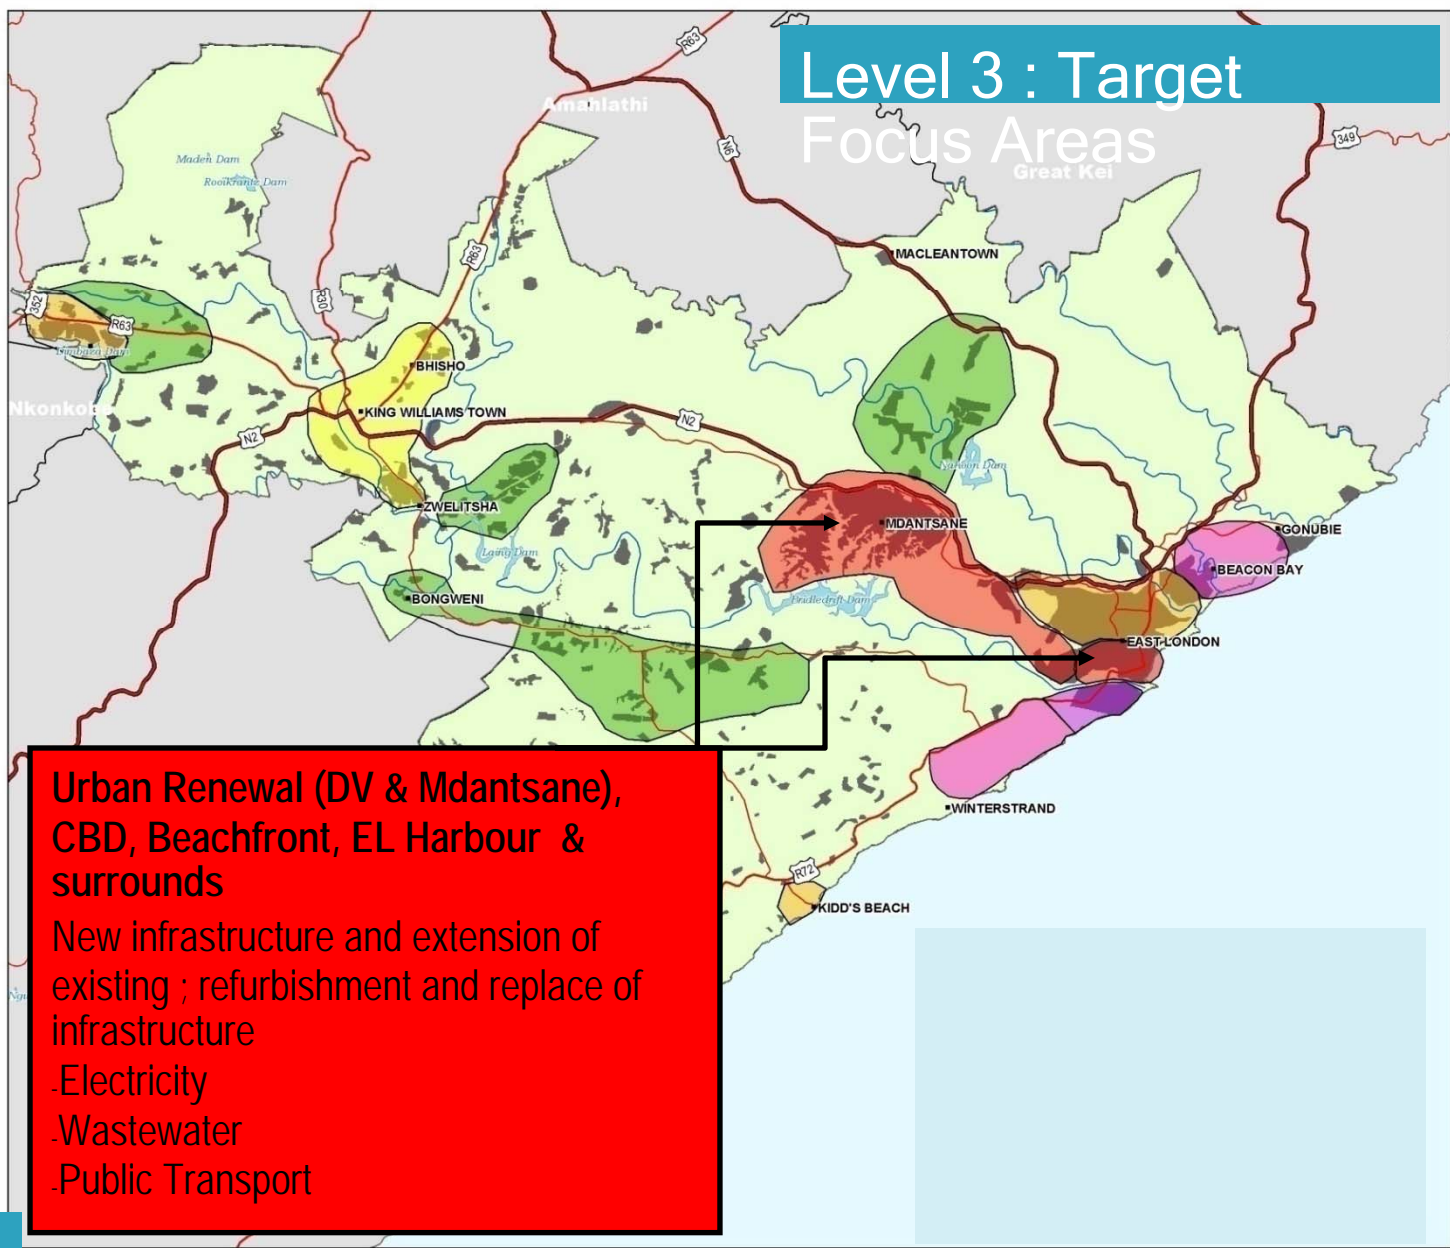 Level 3 : Target
Focus Areas
R63
Amahlathi
N6
349
Great Kei
Maden Dam
Rooikrantz Dam
MACLEANTOWN
R63
R30
352
R63
BHISHO
Nkonkobe
KING WILLIAMS TOWN
N2
N2
Nahoon Dam
ZWELITSHA
MDANTSANE
GONUBIE
Laing Dam
BEACON BAY
BONGWENI
Bridledrift Dam
EAST LONDON
WINTERSTRAND
R72
KIDD'S BEACH
Urban Renewal (DV & Mdantsane),
CBD, Beachfront, EL Harbour &
surrounds
New infrastructure and extension of
existing ; refurbishment and replace of
infrastructure
-Electricity
-Wastewater
-Public Transport